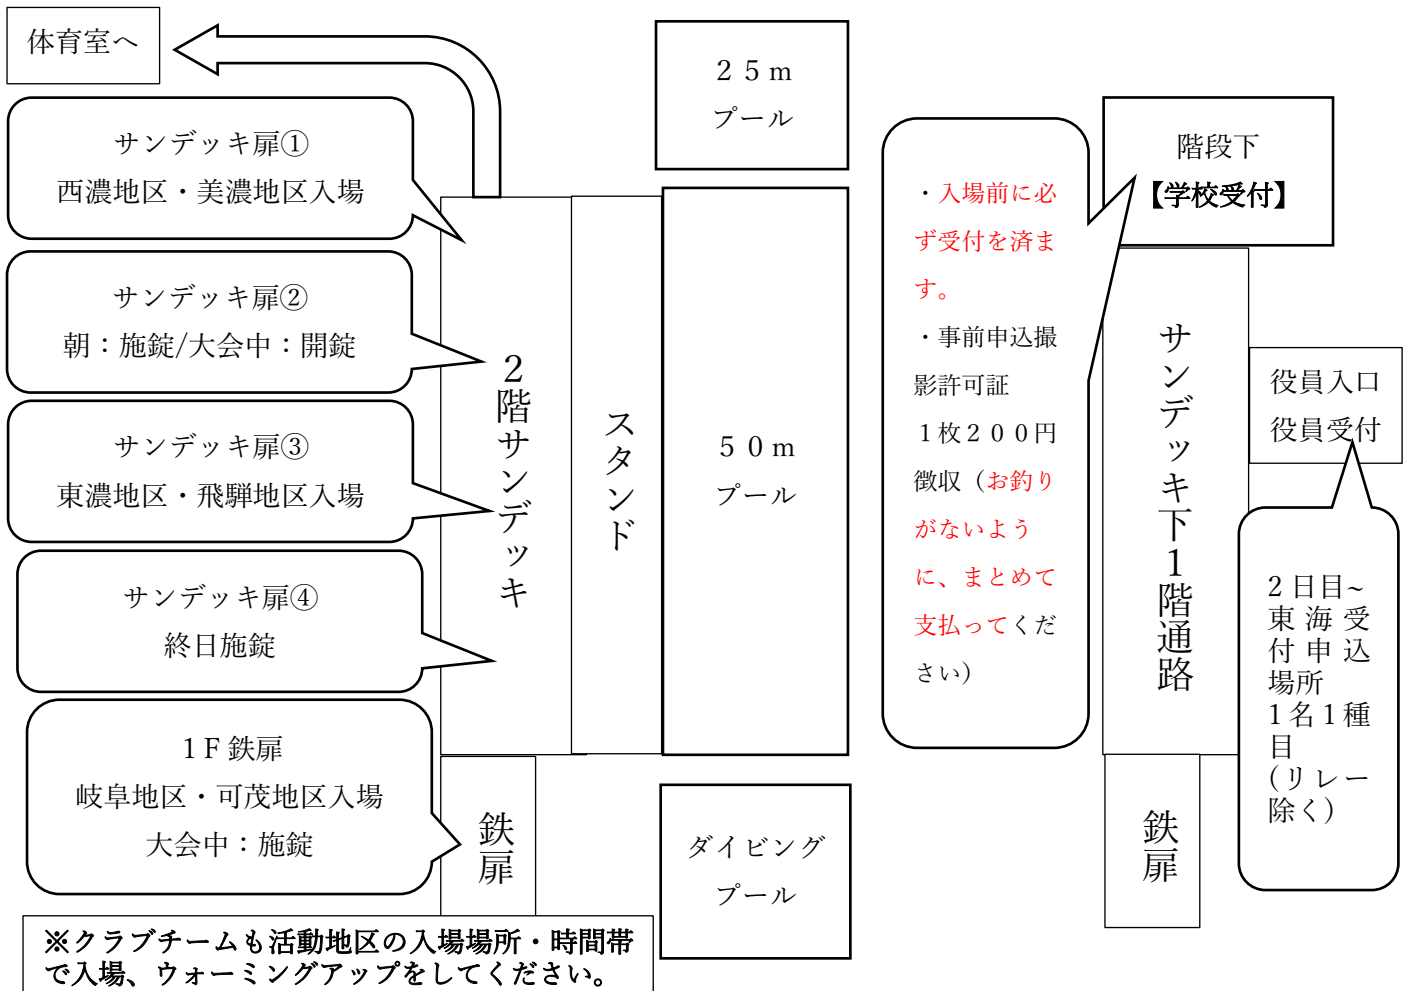 体育室へ
サンデッキ扉①
西濃地区・美濃地区入場
サンデッキ扉②
朝：施錠/大会中：開錠
サンデッキ扉③
東濃地区・飛騨地区入場
サンデッキ扉④
終日施錠
１F 鉄扉
岐阜地区・可茂地区入場
大会中：施錠
※クラブチームも活動地区の入場場所・時間帯
で入場、ウォーミングアップをしてください。
２階サンデッキ
スタンド
鉄扉
２５ｍ
プール
５０ｍ
プール
ダイビング
プール
・入場前に必
ず受付を済ま
す。
・事前申込撮
影許可証
１枚２００円
徴収（お釣り
がないよう
に、まとめて
支払ってくだ
さい）
階段下
【学校受付】
サンデッキ下１階通路
鉄扉
役員入口
役員受付
２日目~
東海受
付申込
場所
１名１種
目
（リレー
除く）